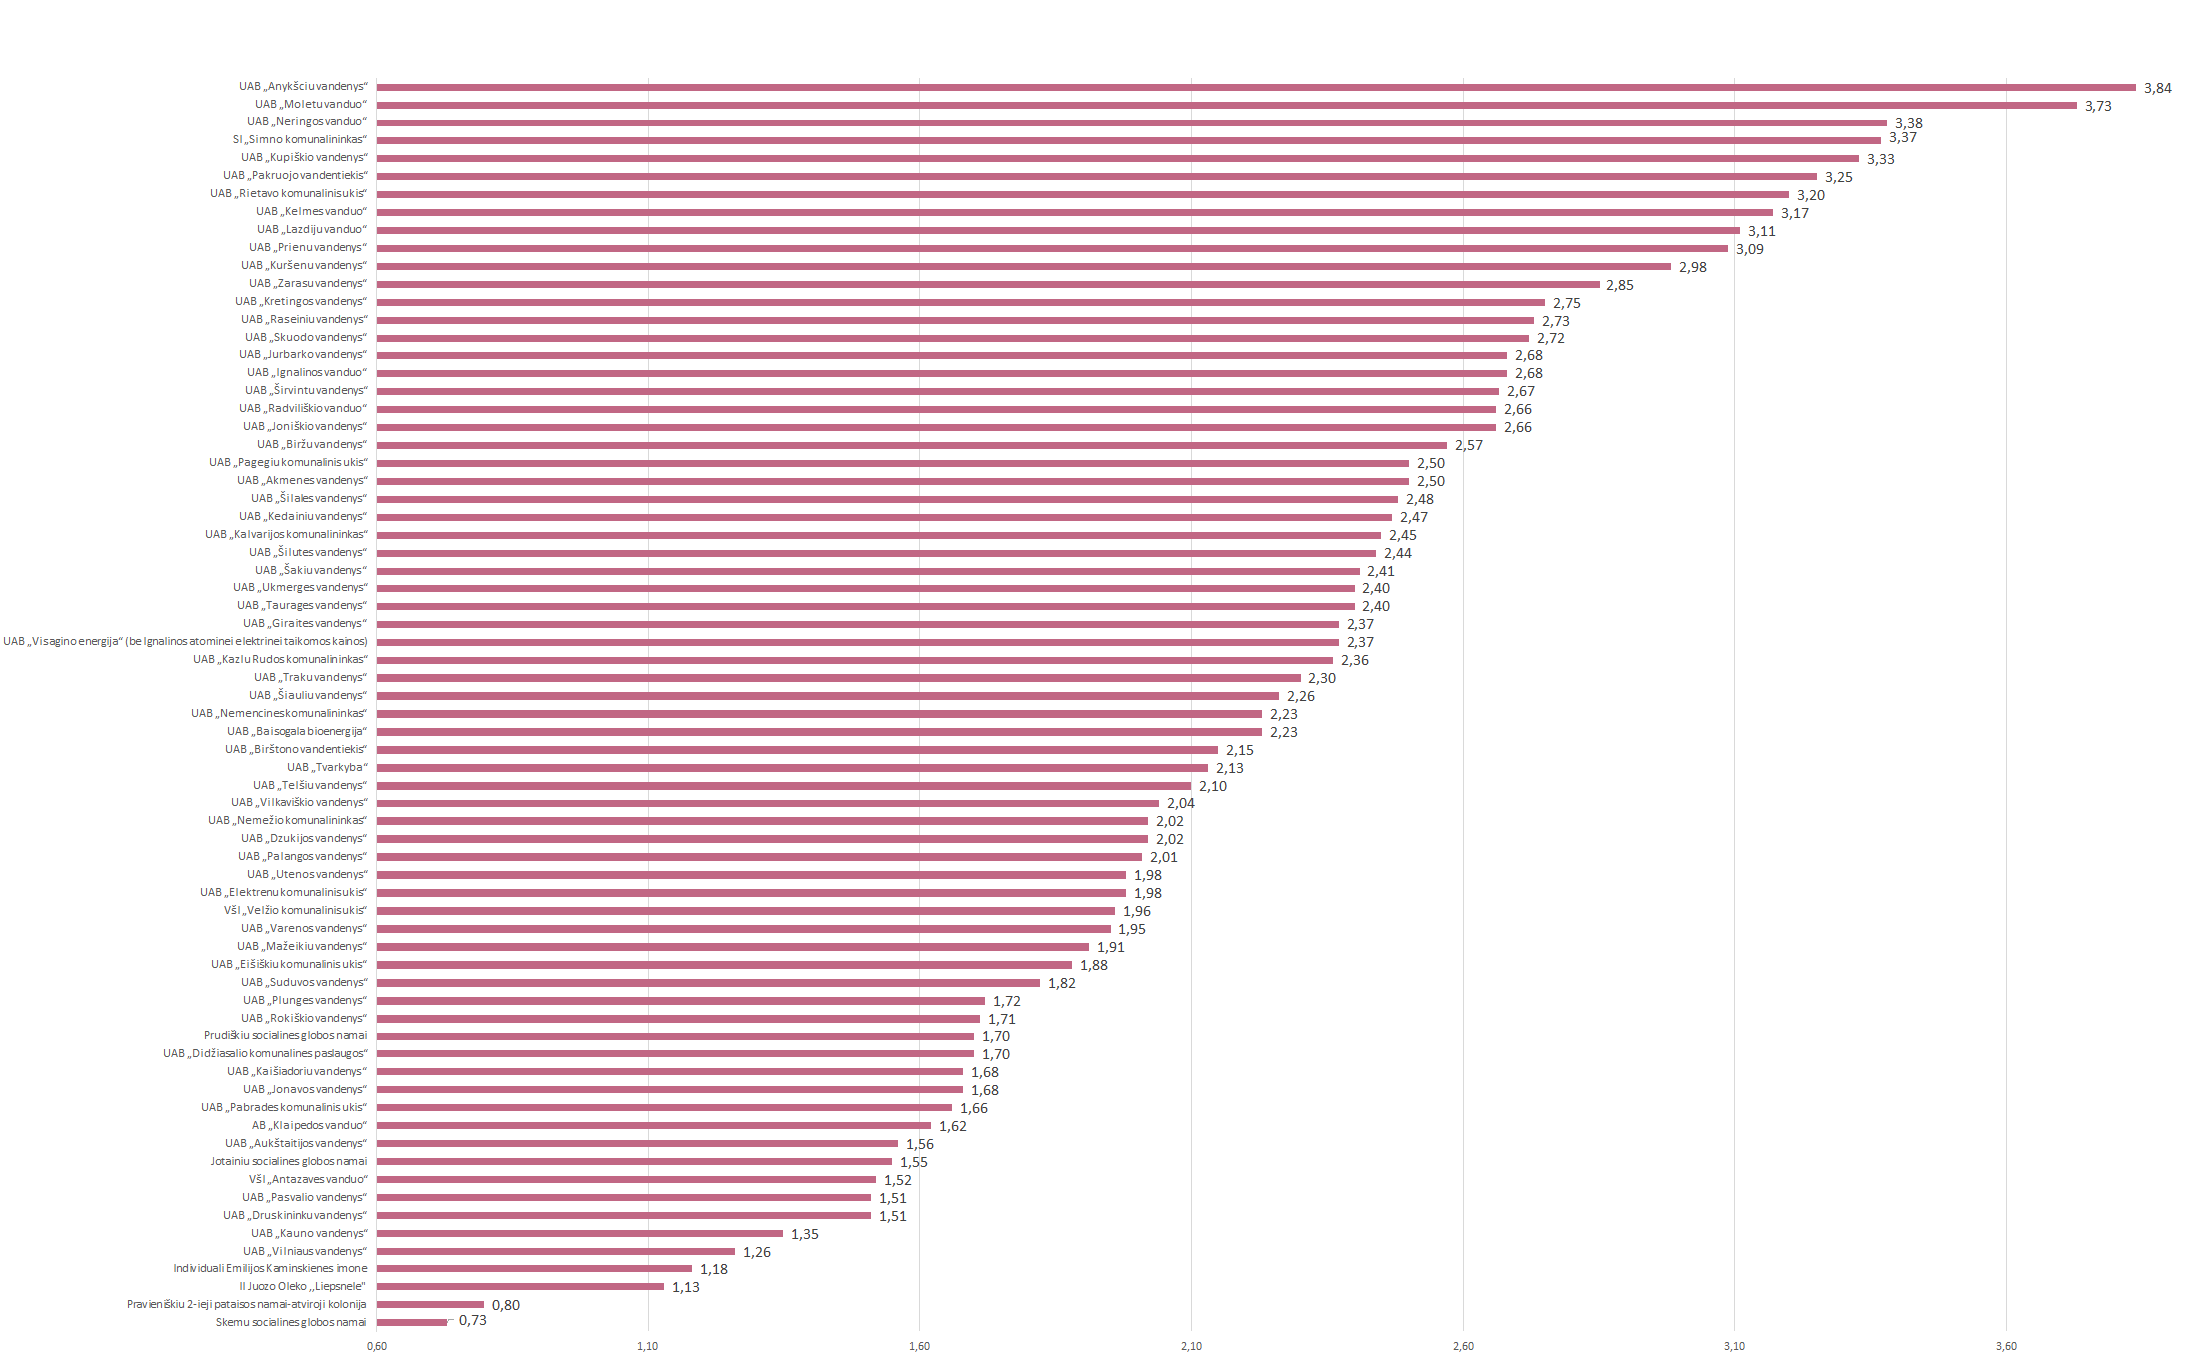 UAB „Anykšciu vandenys“ 3,84
UAB „Moletu vanduo“ 3,73
UAB „Neringos vanduo“ 3,38
SI „Simno komunalininkas“ 3,37
UAB „Kupiškio vandenys“ 3,33
UAB „Pakruojo vandentiekis“ 3,25
UAB „Rietavo komunalinis ukis“ 3,20
UAB „Kelmes vanduo“ 3,17
UAB „Lazdiju vanduo“ 3,11
UAB „Prienu vandenys“ 3,09
UAB „Kuršenu vandenys“ 2,98
UAB „Zarasu vandenys“ 2,85
UAB „Kretingos vandenys“ 2,75
UAB „Raseiniu vandenys“ 2,73
UAB „Skuodo vandenys“ 2,72
UAB „Jurbarko vandenys“ 2,68
UAB „Ignalinos vanduo“ 2,68
UAB „Širvintu vandenys“ 2,67
UAB „Radviliškio vanduo“ 2,66
UAB „Joniškio vandenys“ 2,66
UAB „Biržu vandenys“ 2,57
UAB „Pagegiu komunalinis ukis“ 2,50
UAB „Akmenes vandenys“ 2,50
UAB „Šilales vandenys“ 2,48
UAB „Kedainiu vandenys“ 2,47
UAB „Kalvarijos komunalininkas“ 2,45
UAB „Šilutes vandenys“ 2,44
UAB „Šakiu vandenys“ 2,41
UAB „Ukmerges vandenys“ 2,40
UAB „Taurages vandenys“ 2,40
UAB „Giraites vandenys“ 2,37
UAB „Visagino energija“ (be Ignalinos atominei elektrinei taikomos kainos) 2,37
UAB „Kazlu Rudos komunalininkas“ 2,36
UAB „Traku vandenys“ 2,30
UAB „Šiauliu vandenys“ 2,26
UAB „Nemencines komunalininkas“ 2,23
UAB „Baisogala bioenergija“ 2,23
UAB „Birštono vandentiekis“ 2,15
UAB „Tvarkyba“ 2,13
UAB „Telšiu vandenys“ 2,10
UAB „Vilkaviškio vandenys“ 2,04
UAB „Nemežio komunalininkas“ 2,02
UAB „Dzukijos vandenys“ 2,02
UAB „Palangos vandenys“ 2,01
UAB „Utenos vandenys“ 1,98
UAB „Elektrenu komunalinis ukis“ 1,98
VšI „Velžio komunalinis ukis“ 1,96
UAB „Varenos vandenys“ 1,95
UAB „Mažeikiu vandenys“ 1,91
UAB „Eišiškiu komunalinis ukis“ 1,88
UAB „Suduvos vandenys“ 1,82
UAB „Plunges vandenys“ 1,72
UAB „Rokiškio vandenys“ 1,71
Prudiškiu socialines globos namai 1,70
UAB „Didžiasalio komunalines paslaugos“ 1,70
UAB „Kaišiadoriu vandenys“ 1,68
UAB „Jonavos vandenys“ 1,68
UAB „Pabrades komunalinis ukis“ 1,66
AB „Klaipedos vanduo“ 1,62
UAB „Aukštaitijos vandenys“ 1,56
Jotainiu socialines globos namai 1,55
VšI „Antazaves vanduo“ 1,52
UAB „Pasvalio vandenys“ 1,51
UAB „Druskininku vandenys“ 1,51
UAB „Kauno vandenys“ 1,35
UAB „Vilniaus vandenys“ 1,26
Individuali Emilijos Kaminskienes imone 1,18
II Juozo Oleko ,,Liepsnele" 1,13
Pravieniškiu 2-ieji pataisos namai-atviroji kolonija 0,80
Skemu socialines globos namai 0,73
0,60 1,10 1,60 2,10 2,60 3,10 3,60